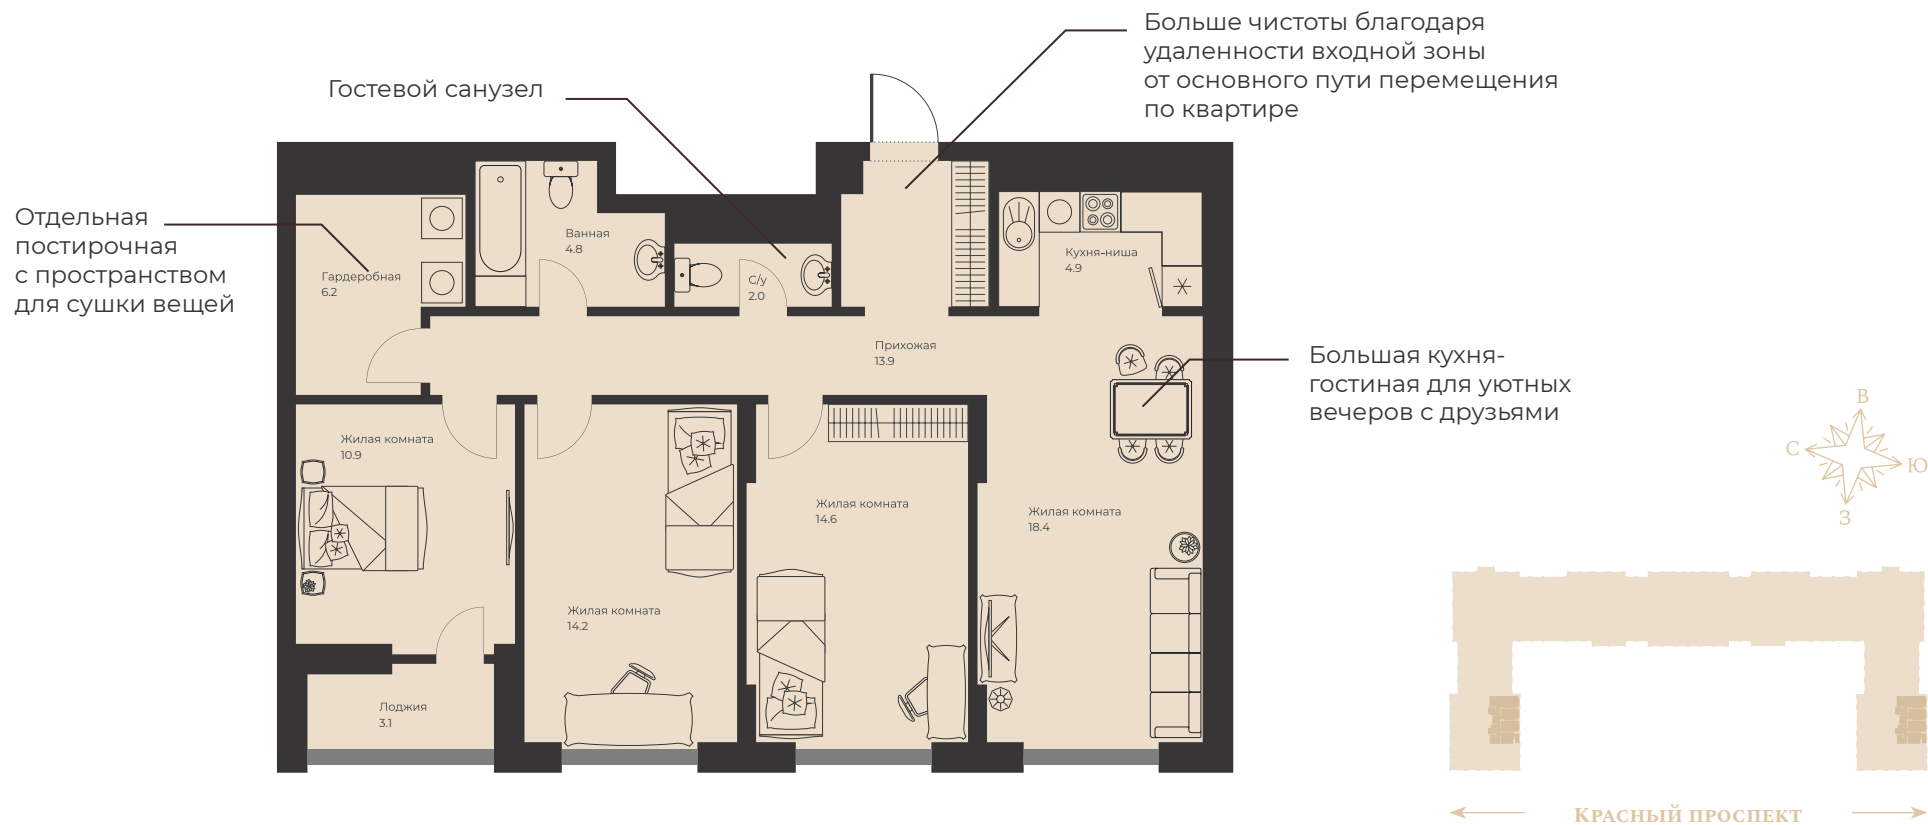 Больше чистоты благодаря
удаленности входной зоны
от основного пути перемещения
по квартире
Гостевой санузел
Отдельная
постирочная
с пространством
для сушки вещей
Ванная
4.8
Гардеробная
6.2
С/у
2.0
Кухня-ниша
4.9
Прихожая
13.9
Большая кухня-
гостиная для уютных
вечеров с друзьями
Жилая комната
10.9
Жилая комната
14.6
Жилая комната
18.4
Жилая комната
14.2
Лоджия
3.1
В
С
Ю
З
Красный проспект